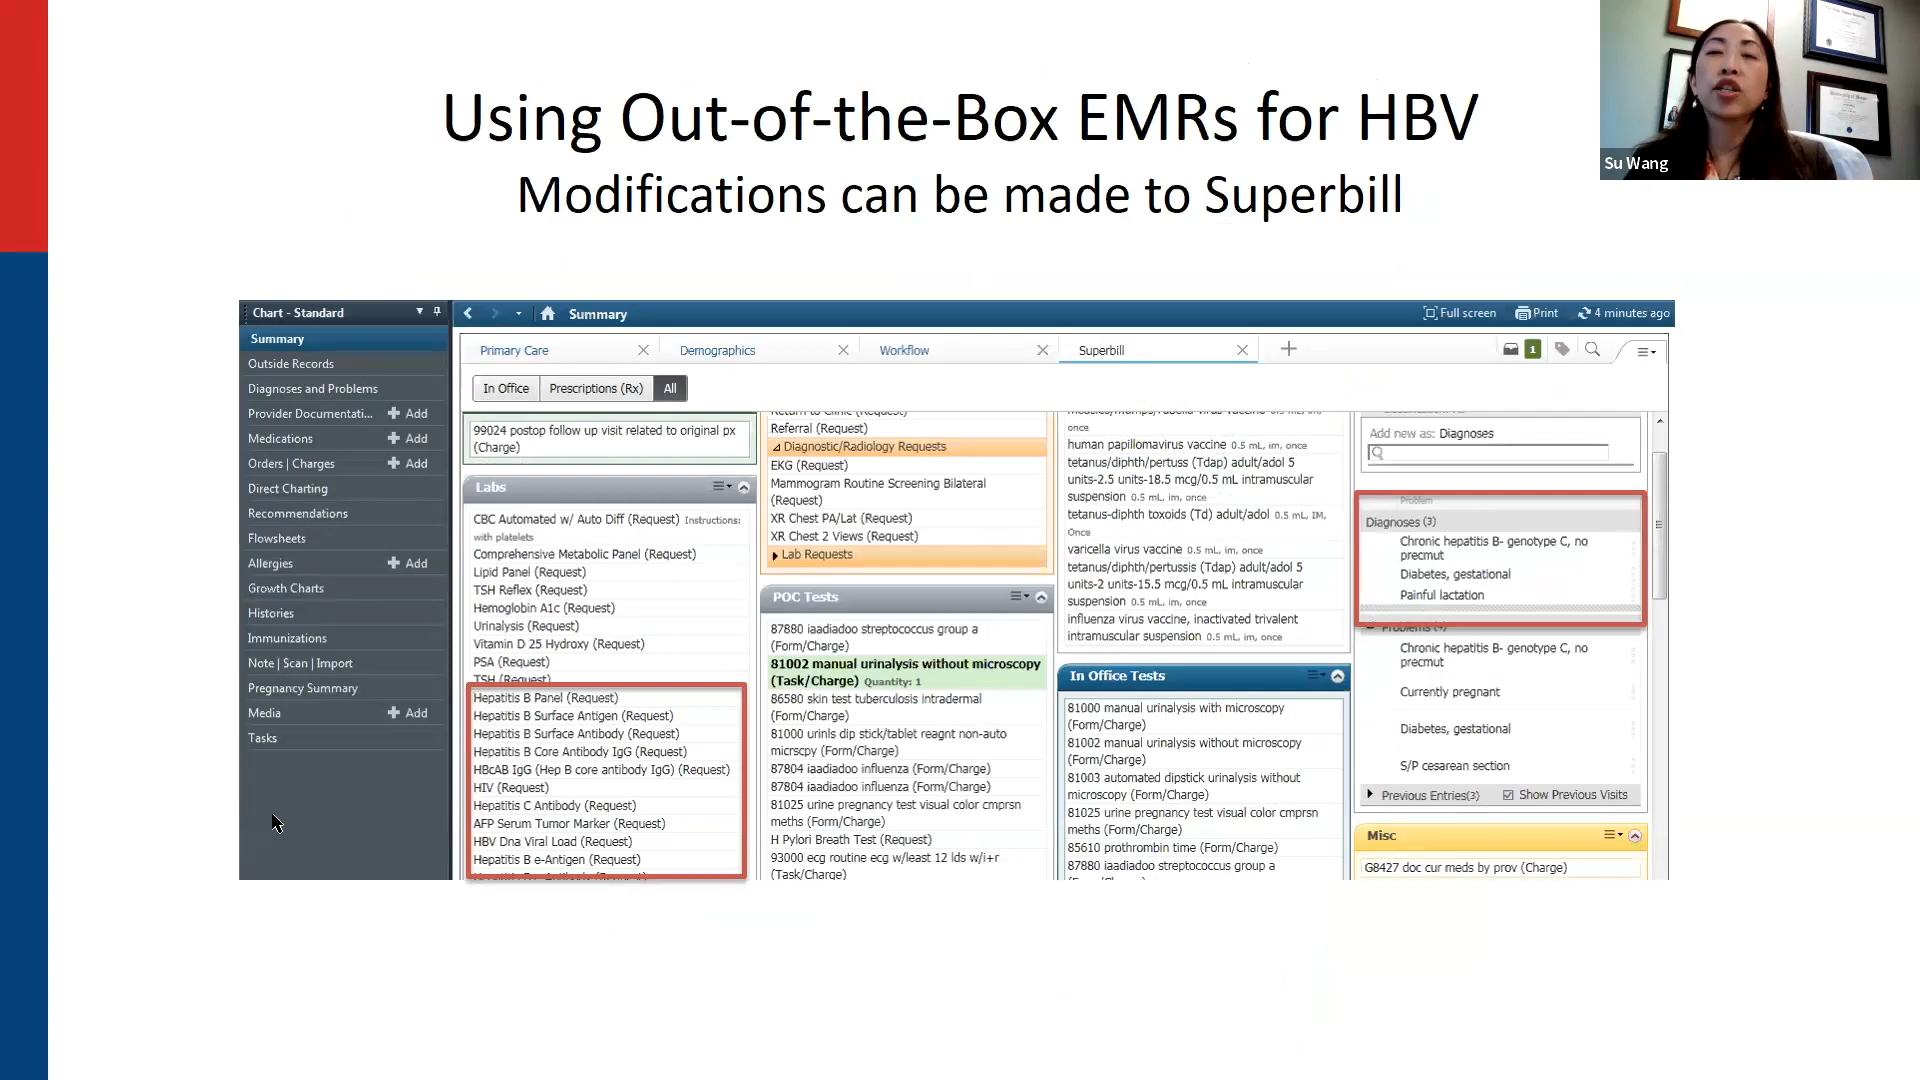 Using Out-of-the-Box EMRs for HBV
Modifications can be made to Superbill
Su Wang
Chart - Standard
Summary
Outside Records
Diagnoses and Problems
Provider Documentati... Add
Medications Add
Orders | Charges Add
Direct Charting
Recommendations
Flowsheets
Allergies Add
Growth Charts
Histories
Immunizations
Note | Scan | Import
Pregnancy Summary
Media Add
Tasks
Summary
Full screen Print 4 minutes ago
Primary Care Demographics Workflow Superbill
1
In Office Prescriptions (Rx) All
99024 postop follow up visit related to original px
(Charge)
Labs
CBC Automated w/ Auto Diff (Request) Instructions:
with platelets
Comprehensive Metabolic Panel (Request)
Lipid Panel (Request)
TSH Reflex (Request)
Hemoglobin A1c (Request)
Urinalysis (Request)
Vitamin D 25 Hydroxy (Request)
PSA (Request)
TSH (Request)
Hepatitis B Panel (Request)
Hepatitis B Surface Antigen (Request)
Hepatitis B Surface Antibody (Request)
Hepatitis B Core Antibody IgG (Request)
HBcAB IgG (Hep B core antibody IgG) (Request)
HIV (Request)
Hepatitis C Antibody (Request)
AFP Serum Tumor Marker (Request)
HBV Dna Viral Load (Request)
Hepatitis B e-Antigen (Request)
Return to Clinic (Request)
Referral (Request)
Diagnostic/Radiology Requests
EKG (Request)
Mammogram Routine Screening Bilateral
(Request)
XR Chest PA/Lat (Request)
XR Chest 2 Views (Request)
Lab Requests
POC Tests
87880 iaadiadoo streptococcus group a
(Form/Charge)
81002 manual urinalysis without microscopy
(Task/Charge) Quantity: 1
86580 skin test tuberculosis intradermal
(Form/Charge)
81000 urinls dip stick/tablet reagnt non-auto
micrscpy (Form/Charge)
87804 iaadiadoo influenza (Form/Charge)
87804 iaadiadoo influenza (Form/Charge)
81025 urine pregnancy test visual color cmprsn
meths (Form/Charge)
H Pylori Breath Test (Request)
93000 ecg routine ecg w/least 12 lds w/i+r
(Task/Charge)
measles/mumps/rubella virus vaccine 0.5 mL, im,
once
human papillomavirus vaccine 0.5 mL, im, once
tetanus/diphth/pertuss (Tdap) adult/adol 5
units-2.5 units-18.5 mcg/0.5 mL intramuscular
suspension 0.5 mL, im, once
tetanus-diphth toxoids (Td) adult/adol 0.5 mL, IM,
Once
varicella virus vaccine 0.5 mL, im, once
tetanus/diphth/pertussis (Tdap) adult/adol 5
units-2 units-15.5 mcg/0.5 mL intramuscular
suspension 0.5 mL, im, once
influenza virus vaccine, inactivated trivalent
intramuscular suspension 0.5 mL, im, once
In Office Tests
81000 manual urinalysis with microscopy
(Form/Charge)
81002 manual urinalysis without microscopy
(Form/Charge)
81003 automated dipstick urinalysis without
microscopy (Form/Charge)
81025 urine pregnancy test visual color cmprsn
meths (Form/Charge)
85610 prothrombin time (Form/Charge)
87880 iaadiadoo streptococcus group a
Add new as: Diagnoses
Problem
Diagnoses (3)
Chronic hepatitis B- genotype C, no
precmut
Diabetes, gestational
Painful lactation
Problems (4)
Chronic hepatitis B- genotype C, no
precmut
Currently pregnant
Diabetes, gestational
S/P cesarean section
Previous Entries(3) Show Previous Visits
Misc
G8427 doc cur meds by prov (Charge)